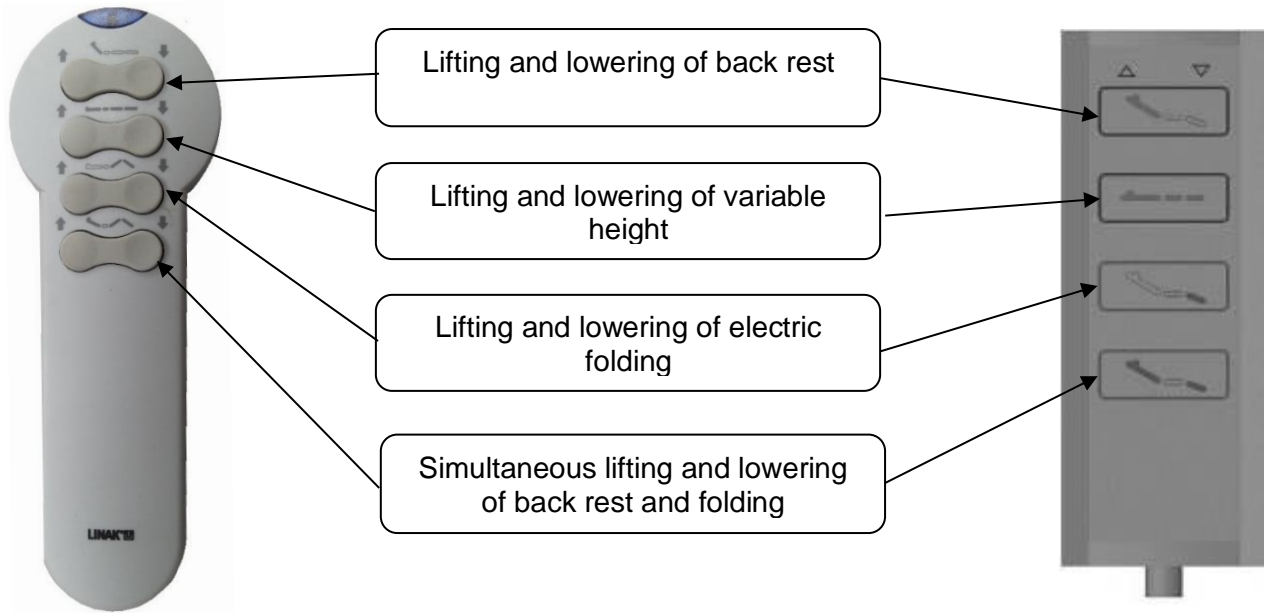 Lifting and lowering of back rest
Lifting and lowering of variable
height
Lifting and lowering of electric
folding
Simultaneous lifting and lowering
of back rest and folding
LINAK